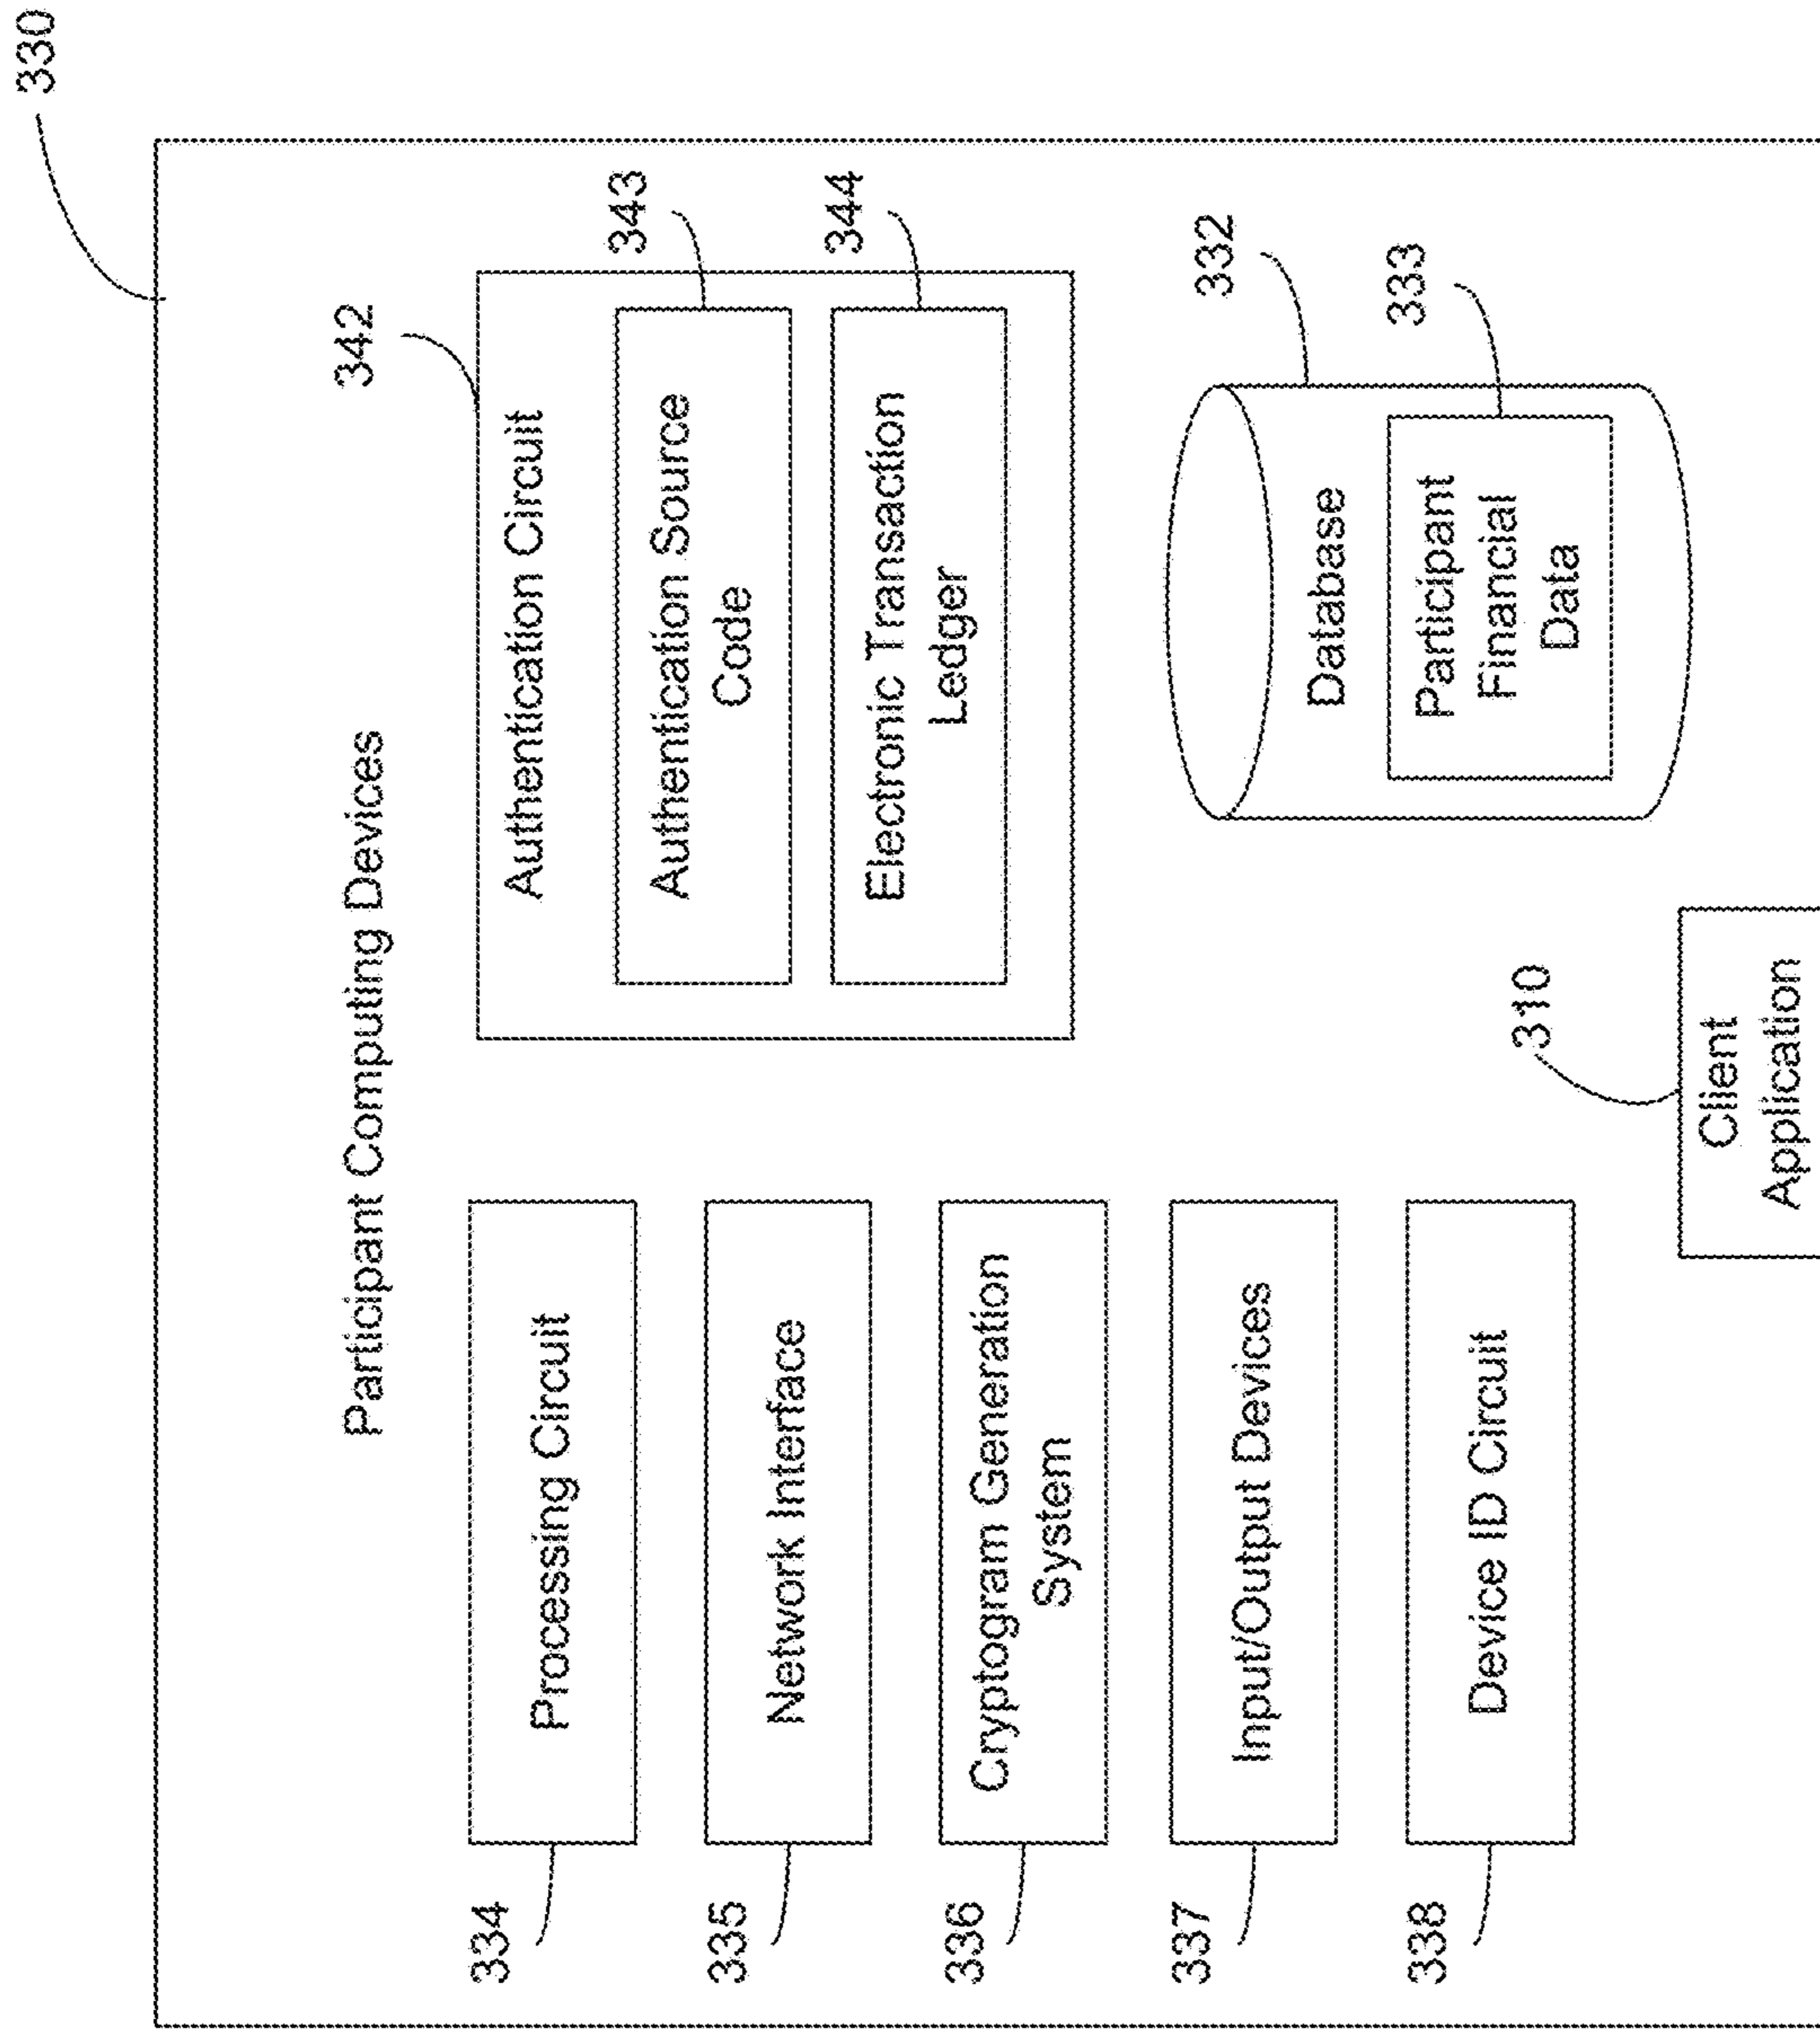 330
Participant Computing Devices
334
Processing Circuit
335
Network Interface
336
Cryptogram Generation
System
337
Input/Output Devices
338
Device ID Circuit
342
Authentication Circuit
343
Authentication Source
Code
344
Electronic Transaction
Ledger
332
Database
333
Participant
Financial
Data
310
Client
Application